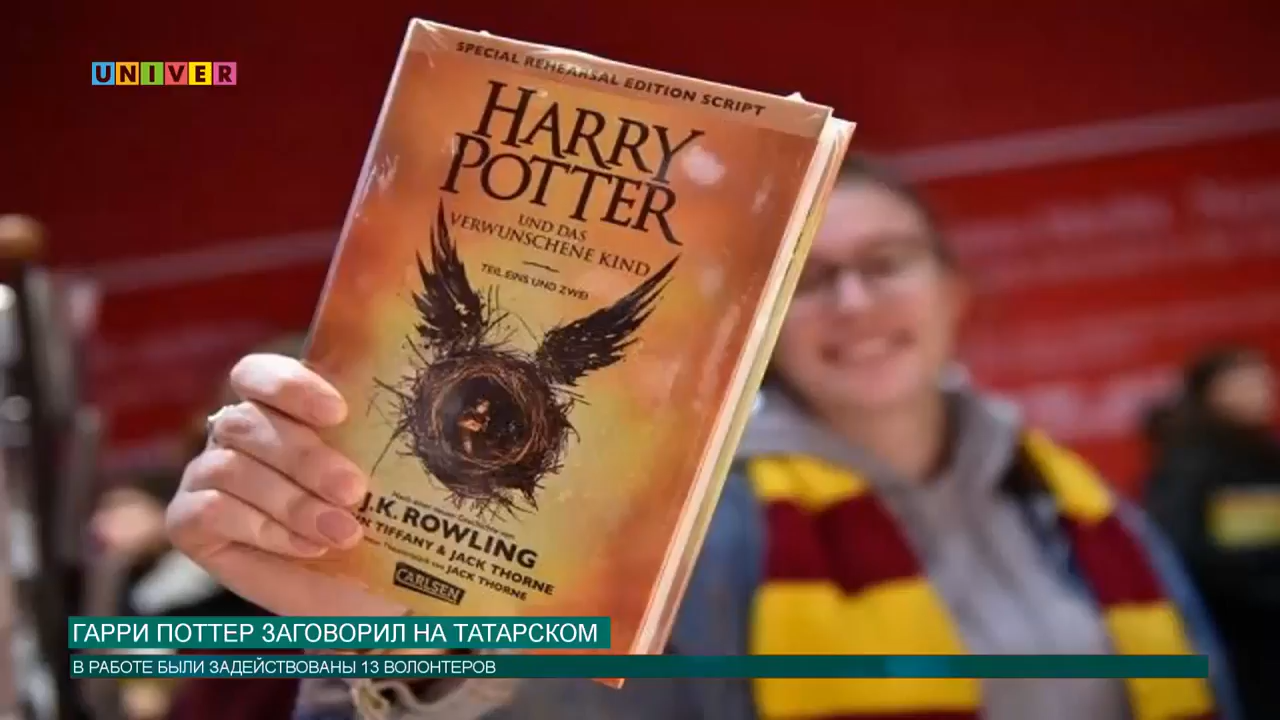 UNIVER
SPECIAL REHEARSAL EDITION SCRIPT
HARRY
POTTER
UND DAS
VERWUNSCHENE KIND
TEIL EINS UND ZWEI
J.K. ROWLING
TIFFANY & JACK THORNE
JACK THORNE
CARLSEN
ГАРРИ ПОТТЕР ЗАГОВОРИЛ НА ТАТАРСКОМ
В РАБОТЕ БЫЛИ ЗАДЕЙСТВОВАНЫ 13 ВОЛОНТЕРОВ